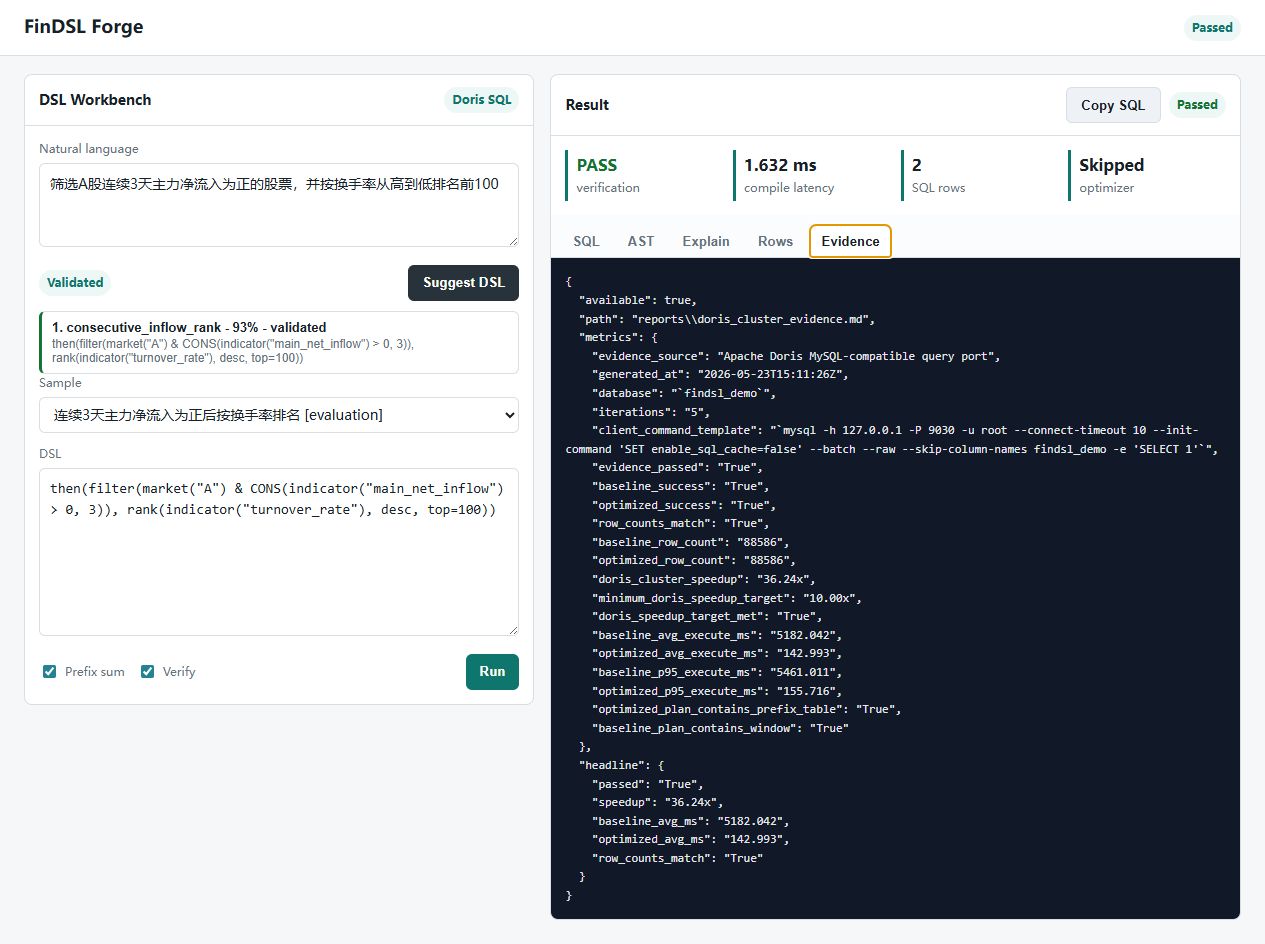 FinDSL Forge
Passed
DSL Workbench
Doris SQL
Natural language
筛选A股连续3天主力净流入为正的股票，并按换手率从高到低排名前100
Validated
Suggest DSL
1. consecutive_inflow_rank - 93% - validated
then(filter(market("A") & CONS(indicator("main_net_inflow") > 0, 3)),
rank(indicator("turnover_rate"), desc, top=100))
Sample
连续3天主力净流入为正后按换手率排名 [evaluation]
DSL
then(filter(market("A") & CONS(indicator("main_net_inflow")
> 0, 3)), rank(indicator("turnover_rate"), desc, top=100))
Prefix sum
Verify
Run
Result
Copy SQL
Passed
PASS
verification
1.632 ms
compile latency
2
SQL rows
Skipped
optimizer
SQL
AST
Explain
Rows
Evidence
{
"available": true,
"path": "reports\\doris_cluster_evidence.md",
"metrics": {
"evidence_source": "Apache Doris MySQL-compatible query port",
"generated_at": "2026-05-23T15:11:26Z",
"database": "`findsl_demo`",
"iterations": "5",
"client_command_template": "`mysql -h 127.0.0.1 -P 9030 -u root --connect-timeout 10 --init-
command 'SET enable_sql_cache=false' --batch --raw --skip-column-names findsl_demo -e 'SELECT 1'`",
"evidence_passed": "True",
"baseline_success": "True",
"optimized_success": "True",
"row_counts_match": "True",
"baseline_row_count": "88586",
"optimized_row_count": "88586",
"doris_cluster_speedup": "36.24x",
"minimum_doris_speedup_target": "10.00x",
"doris_speedup_target_met": "True",
"baseline_avg_execute_ms": "5182.042",
"optimized_avg_execute_ms": "142.993",
"baseline_p95_execute_ms": "5461.011",
"optimized_p95_execute_ms": "155.716",
"optimized_plan_contains_prefix_table": "True",
"baseline_plan_contains_window": "True"
},
"headline": {
"passed": "True",
"speedup": "36.24x",
"baseline_avg_ms": "5182.042",
"optimized_avg_ms": "142.993",
"row_counts_match": "True"
}
}